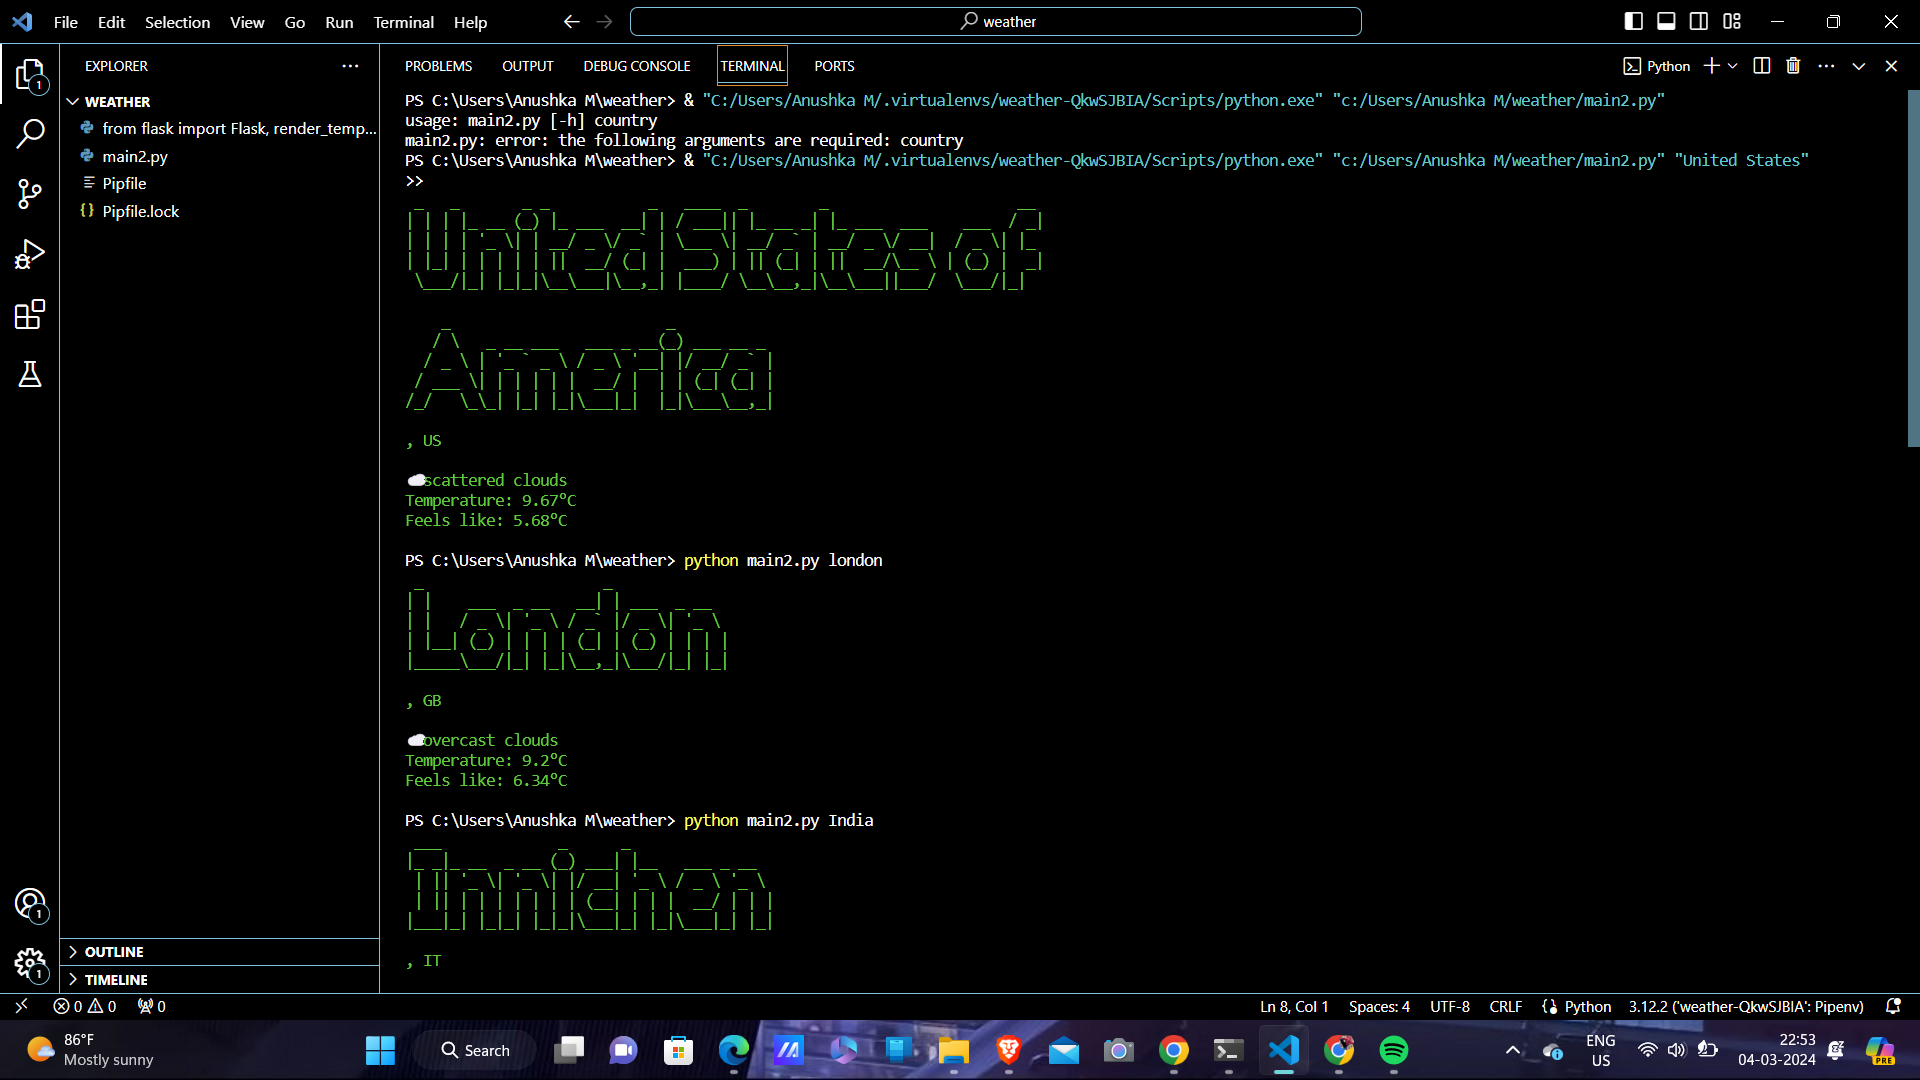 File Edit Selection View Go Run Terminal Help
weather
EXPLORER
WEATHER
from flask import Flask, render_temp...
main2.py
Pipfile
Pipfile.lock
OUTLINE
TIMELINE
PROBLEMS OUTPUT DEBUG CONSOLE TERMINAL PORTS
Python
PS C:\Users\Anushka M\weather> & "C:/Users/Anushka M/.virtualenvs/weather-QkwSJBIA/Scripts/python.exe" "c:/Users/Anushka M/weather/main2.py"
usage: main2.py [-h] country
main2.py: error: the following arguments are required: country
PS C:\Users\Anushka M\weather> & "C:/Users/Anushka M/.virtualenvs/weather-QkwSJBIA/Scripts/python.exe" "c:/Users/Anushka M/weather/main2.py" "United States"
>>
United States of
America
, US
scattered clouds
Temperature: 9.67°C
Feels like: 5.68°C
PS C:\Users\Anushka M\weather> python main2.py london
London
, GB
overcast clouds
Temperature: 9.2°C
Feels like: 6.34°C
PS C:\Users\Anushka M\weather> python main2.py India
Innichen
, IT
0 0 0
Ln 8, Col 1 Spaces: 4 UTF-8 CRLF Python 3.12.2 ('weather-QkwSJBIA': Pipenv)
86°F
Mostly sunny
Search
ENG
US
22:53
04-03-2024
PRE